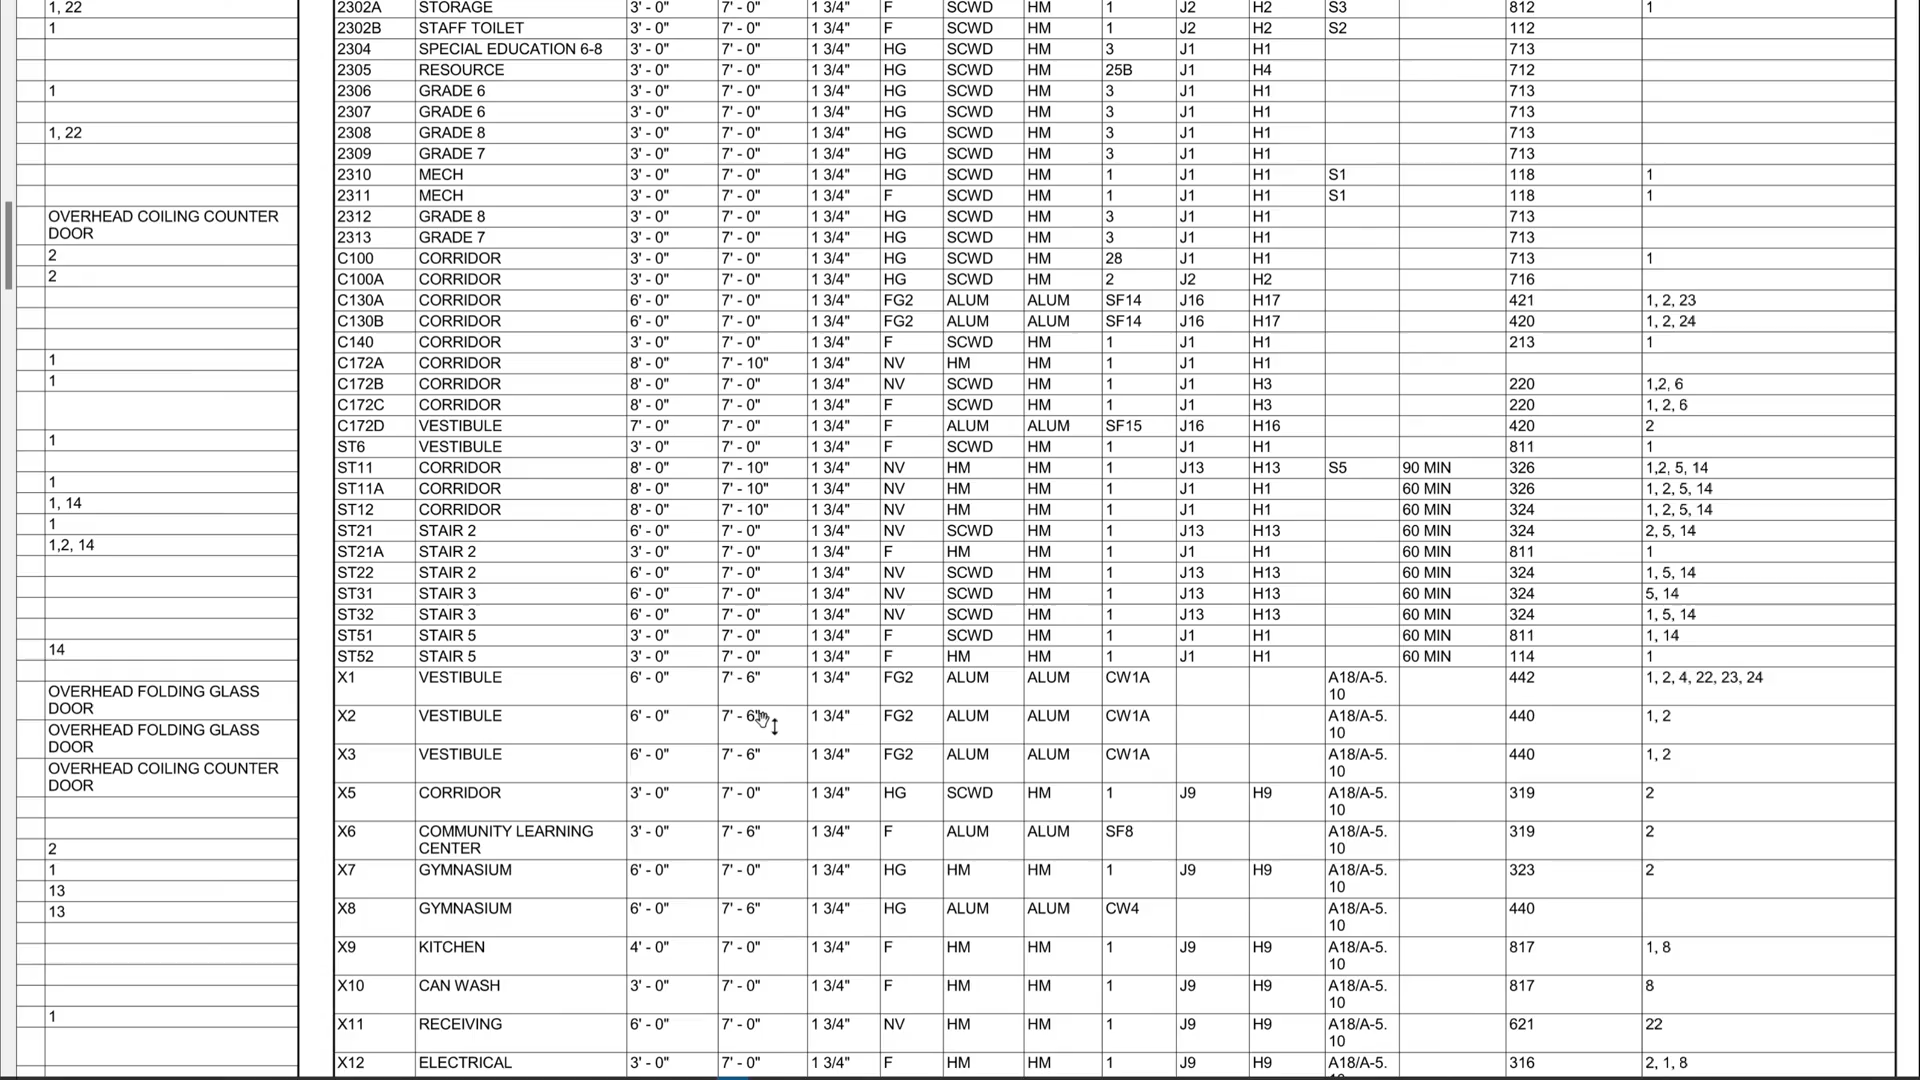 1, 22
1
1
1, 22
OVERHEAD COILING COUNTER
DOOR
2
2
1
1
1
1
1, 14
1
1,2, 14
14
OVERHEAD FOLDING GLASS
DOOR
OVERHEAD FOLDING GLASS
DOOR
OVERHEAD COILING COUNTER
DOOR
2
1
13
13
1
2302A STORAGE 3' - 0" 7' - 0" 1 3/4" F SCWD HM 1 J2 H2 S3 812 1
2302B STAFF TOILET 3' - 0" 7' - 0" 1 3/4" F SCWD HM 1 J2 H2 S2 112
2304 SPECIAL EDUCATION 6-8 3' - 0" 7' - 0" 1 3/4" HG SCWD HM 3 J1 H1 713
2305 RESOURCE 3' - 0" 7' - 0" 1 3/4" HG SCWD HM 25B J1 H4 712
2306 GRADE 6 3' - 0" 7' - 0" 1 3/4" HG SCWD HM 3 J1 H1 713
2307 GRADE 6 3' - 0" 7' - 0" 1 3/4" HG SCWD HM 3 J1 H1 713
2308 GRADE 8 3' - 0" 7' - 0" 1 3/4" HG SCWD HM 3 J1 H1 713
2309 GRADE 7 3' - 0" 7' - 0" 1 3/4" HG SCWD HM 3 J1 H1 713
2310 MECH 3' - 0" 7' - 0" 1 3/4" HG SCWD HM 1 J1 H1 S1 118 1
2311 MECH 3' - 0" 7' - 0" 1 3/4" F SCWD HM 1 J1 H1 S1 118 1
2312 GRADE 8 3' - 0" 7' - 0" 1 3/4" HG SCWD HM 3 J1 H1 713
2313 GRADE 7 3' - 0" 7' - 0" 1 3/4" HG SCWD HM 3 J1 H1 713
C100 CORRIDOR 3' - 0" 7' - 0" 1 3/4" HG SCWD HM 28 J1 H1 713 1
C100A CORRIDOR 3' - 0" 7' - 0" 1 3/4" HG SCWD HM 2 J2 H2 716
C130A CORRIDOR 6' - 0" 7' - 0" 1 3/4" FG2 ALUM ALUM SF14 J16 H17 421 1, 2, 23
C130B CORRIDOR 6' - 0" 7' - 0" 1 3/4" FG2 ALUM ALUM SF14 J16 H17 420 1, 2, 24
C140 CORRIDOR 3' - 0" 7' - 0" 1 3/4" F SCWD HM 1 J1 H1 213 1
C172A CORRIDOR 8' - 0" 7' - 10" 1 3/4" NV HM HM 1 J1 H1
C172B CORRIDOR 8' - 0" 7' - 0" 1 3/4" NV SCWD HM 1 J1 H3 220 1,2, 6
C172C CORRIDOR 8' - 0" 7' - 0" 1 3/4" F SCWD HM 1 J1 H3 220 1, 2, 6
C172D VESTIBULE 7' - 0" 7' - 0" 1 3/4" F ALUM ALUM SF15 J16 H16 420 2
ST6 VESTIBULE 3' - 0" 7' - 0" 1 3/4" F SCWD HM 1 J1 H1 811 1
ST11 CORRIDOR 8' - 0" 7' - 10" 1 3/4" NV HM HM 1 J13 H13 S5 90 MIN 326 1,2, 5, 14
ST11A CORRIDOR 8' - 0" 7' - 10" 1 3/4" NV HM HM 1 J1 H1 60 MIN 326 1, 2, 5, 14
ST12 CORRIDOR 8' - 0" 7' - 10" 1 3/4" NV HM HM 1 J1 H1 60 MIN 324 1, 2, 5, 14
ST21 STAIR 2 6' - 0" 7' - 0" 1 3/4" NV SCWD HM 1 J13 H13 60 MIN 324 2, 5, 14
ST21A STAIR 2 3' - 0" 7' - 0" 1 3/4" F HM HM 1 J1 H1 60 MIN 811 1
ST22 STAIR 2 6' - 0" 7' - 0" 1 3/4" NV SCWD HM 1 J13 H13 60 MIN 324 1, 5, 14
ST31 STAIR 3 6' - 0" 7' - 0" 1 3/4" NV SCWD HM 1 J13 H13 60 MIN 324 5, 14
ST32 STAIR 3 6' - 0" 7' - 0" 1 3/4" NV SCWD HM 1 J13 H13 60 MIN 324 1, 5, 14
ST51 STAIR 5 3' - 0" 7' - 0" 1 3/4" F SCWD HM 1 J1 H1 60 MIN 811 1, 14
ST52 STAIR 5 3' - 0" 7' - 0" 1 3/4" F HM HM 1 J1 H1 60 MIN 114 1
X1 VESTIBULE 6' - 0" 7' - 6" 1 3/4" FG2 ALUM ALUM CW1A A18/A-5. 442 1, 2, 4, 22, 23, 24
10
X2 VESTIBULE 6' - 0" 7' - 6" 1 3/4" FG2 ALUM ALUM CW1A A18/A-5. 440 1, 2
10
X3 VESTIBULE 6' - 0" 7' - 6" 1 3/4" FG2 ALUM ALUM CW1A A18/A-5. 440 1, 2
10
X5 CORRIDOR 3' - 0" 7' - 0" 1 3/4" HG SCWD HM 1 J9 H9 A18/A-5. 319 2
10
X6 COMMUNITY LEARNING 3' - 0" 7' - 6" 1 3/4" F ALUM ALUM SF8 A18/A-5. 319 2
CENTER 10
X7 GYMNASIUM 6' - 0" 7' - 0" 1 3/4" HG HM HM 1 J9 H9 A18/A-5. 323 2
10
X8 GYMNASIUM 6' - 0" 7' - 6" 1 3/4" HG ALUM ALUM CW4 A18/A-5. 440
10
X9 KITCHEN 4' - 0" 7' - 0" 1 3/4" F HM HM 1 J9 H9 A18/A-5. 817 1, 8
10
X10 CAN WASH 3' - 0" 7' - 0" 1 3/4" F HM HM 1 J9 H9 A18/A-5. 817 8
10
X11 RECEIVING 6' - 0" 7' - 0" 1 3/4" NV HM HM 1 J9 H9 A18/A-5. 621 22
10
X12 ELECTRICAL 3' - 0" 7' - 0" 1 3/4" F HM HM 1 J9 H9 A18/A-5. 316 2, 1, 8